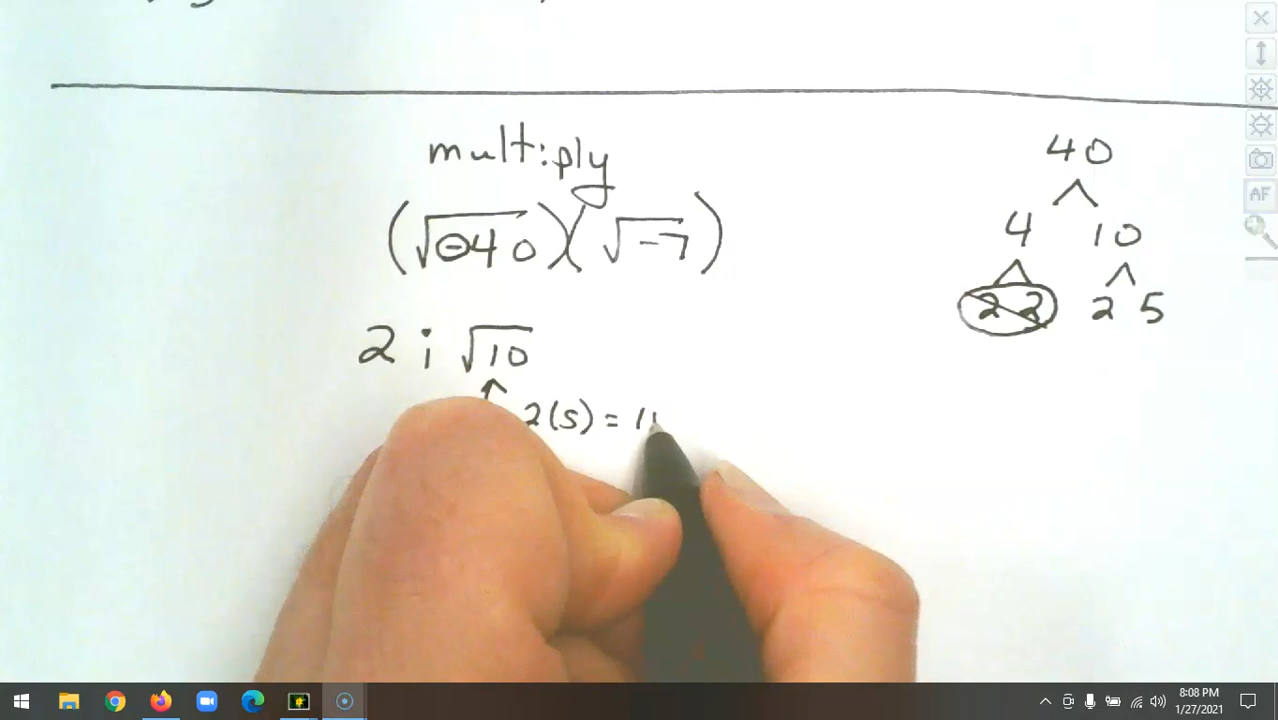 multiply
(√-40)(√-7)
2 i √10
2(5) = 1
40
4 10
2 2 2 5
AF
8:08 PM
1/27/2021